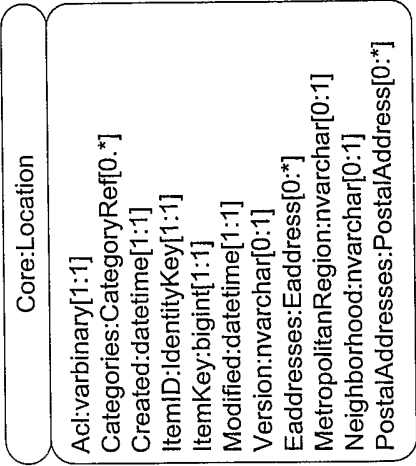 Core:Location
Acl:varbinary[1:1]
Categories:CategoryRef[0.*]
Created:datetime[1:1]
ItemID:IdentityKey[1:1]
ItemKey:bigint[1:1]
Modified:datetime[1:1]
Version:nvarchar[0:1]
Eaddresses:Eaddress[0:*]
MetropolitanRegion:nvarchar[0:1]
Neighborhood:nvarchar[0:1]
PostalAddresses:PostalAddress[0:*]